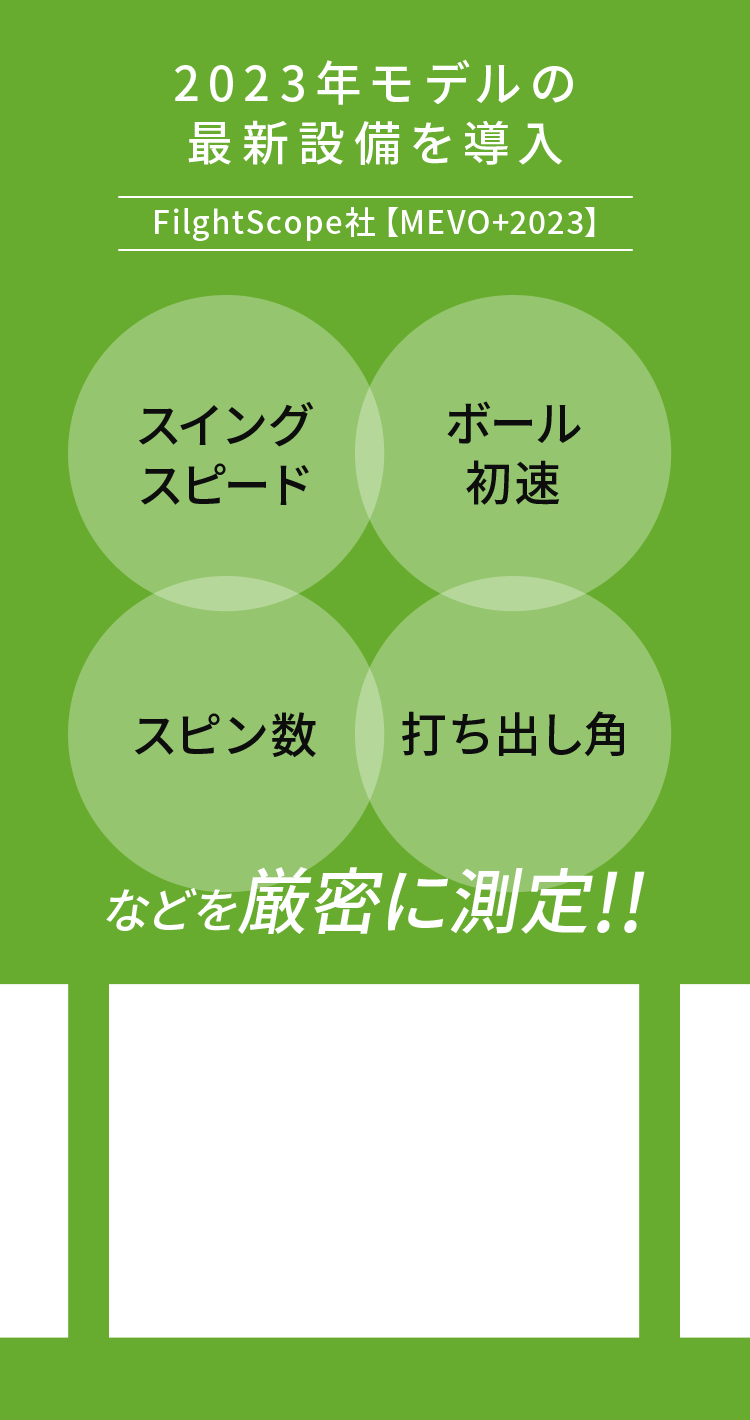 2023年モデルの
最新設備を導入
FilghtScope社【MEVO+2023】
スイング
スピード
ボール
初速
スピン数
打ち出し角
などを厳密に測定!!